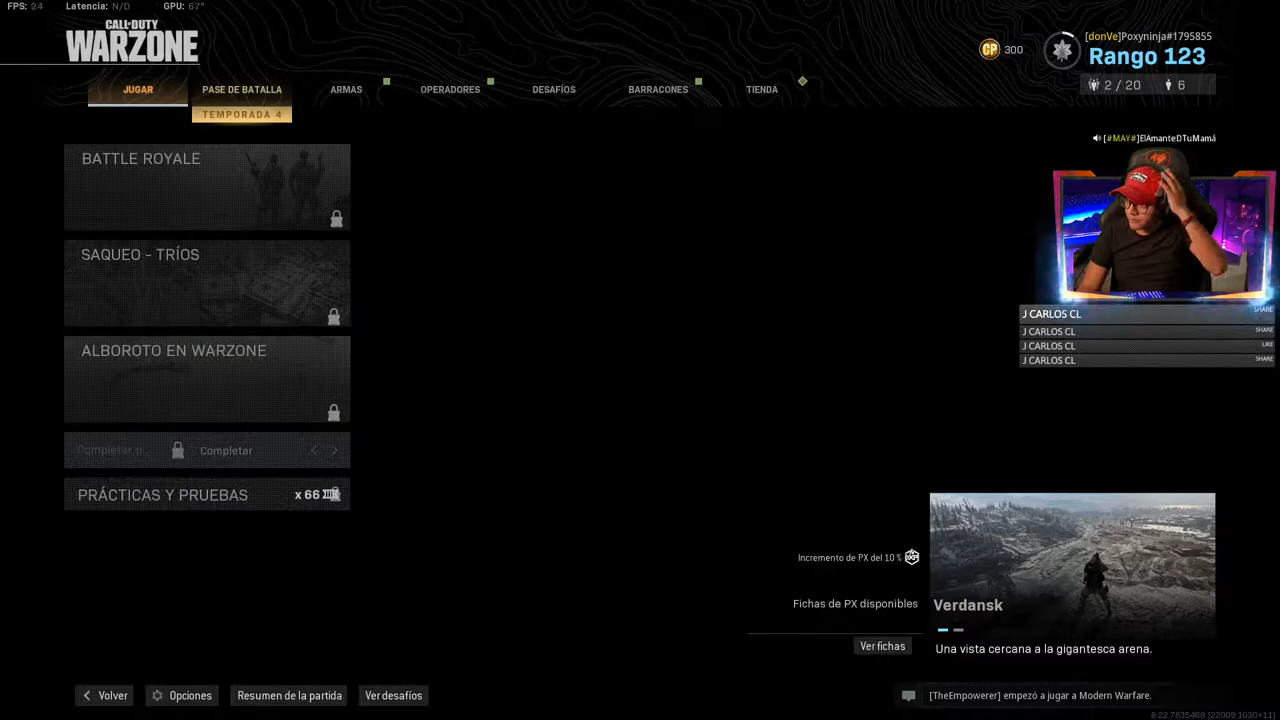 FPS: 24 Latencia: N/D GPU: 67°
CALL·DUTY
WARZONE
CP 300
[donVe]Poxyninja#1795855
Rango 123
2 / 20 6
JUGAR
PASE DE BATALLA
ARMAS
OPERADORES
DESAFÍOS
BARRACONES
TIENDA
TEMPORADA 4
[#MAY#]ElAmanteDTuMamá
BATTLE ROYALE
SAQUEO - TRÍOS
ALBOROTO EN WARZONE
Completar p... Completar
PRÁCTICAS Y PRUEBAS x 66
J CARLOS CL SHARE
J CARLOS CL SHARE
J CARLOS CL LIKE
J CARLOS CL SHARE
Incremento de PX del 10 %
Fichas de PX disponibles
Ver fichas
Verdansk
Una vista cercana a la gigantesca arena.
Volver
Opciones
Resumen de la partida
Ver desafíos
[TheEmpowerer] empezó a jugar a Modern Warfare.